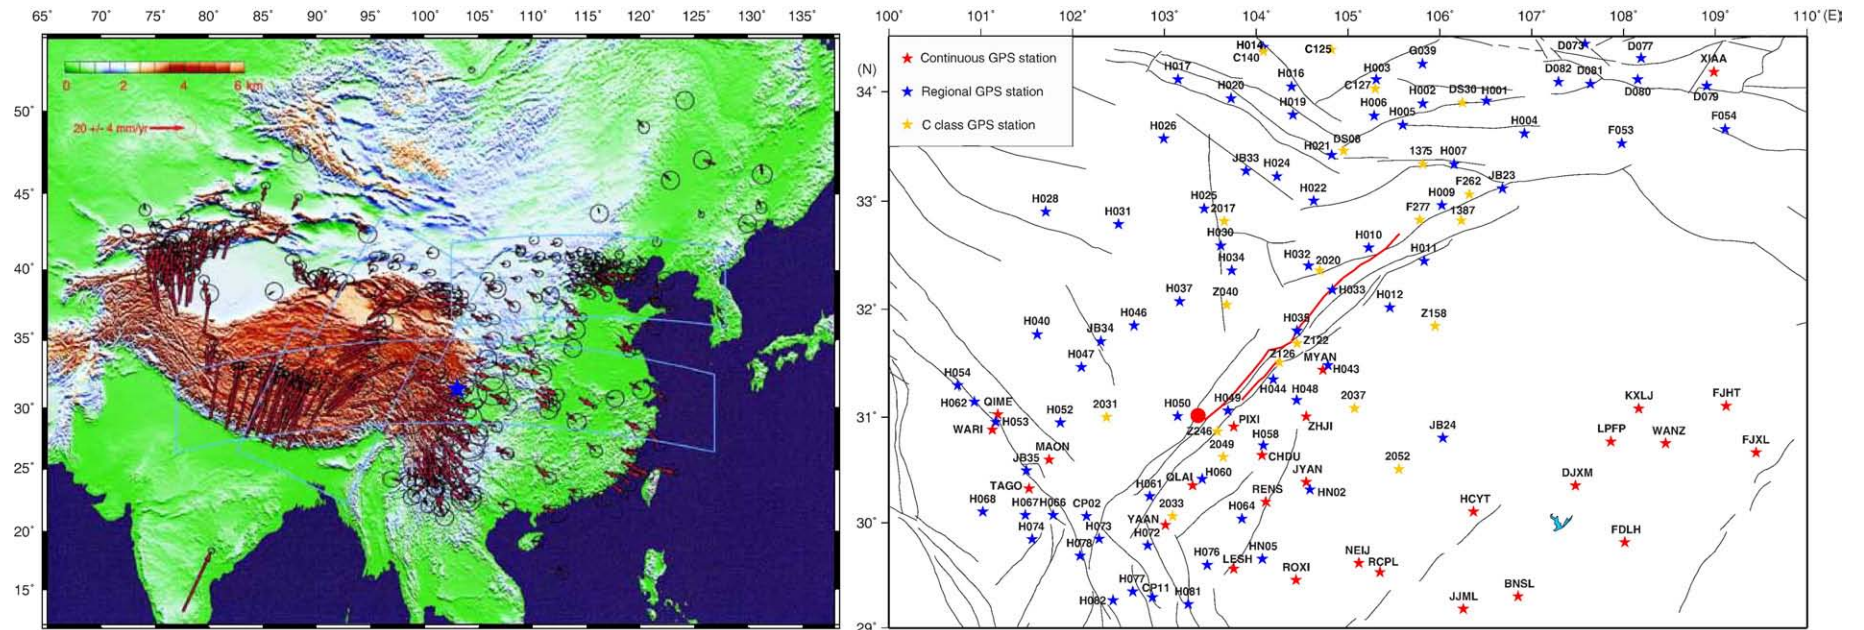 65° 70° 75° 80° 85° 90° 95° 100° 105° 110° 115° 120° 125° 130° 135°
0 2 4 6 km
20 +/- 4 mm/yr
50°
45°
40°
35°
30°
25°
20°
15°
100° 101° 102° 103° 104° 105° 106° 107° 108° 109° 110° (E)
(N)
34°
33°
32°
31°
30°
29°
Continuous GPS station
Regional GPS station
C class GPS station
H014 C125 G039 D073 D077
C140 XIAA
H017 H016 H003 D082 D081
H020 C127 H002 DS30 H001 D080 D079
H019 H006 H005
H026 H004 F053 F054
DS08
H021 1375 H007
JB33 H024 F262 JB23
H028 H025 H022 H009
H031 2017 F277 1387
H030 H010
H034 H032 2020 H011
H037 Z040 H033 H012
H040 H046 H035 Z158
JB34 Z122
H047 Z126 MYAN
H043
H054 H044 H048
H062 QIME 2031 H050 H049 2037 KXLJ FJHT
WARI H053 H052 Z246 PIXI ZHJI
MAON 2049 H058 JB24 LPFP WANZ FJXL
JB35 CHDU 2052
TAGO QLAI H060 JYAN DJXM
H068 H067 H066 CP02 H061 RENS HN02 HCYT
2033 H064
H074 H073 YAAN FDLH
H078 H072 HN05 NEIJ
H076 LESH ROXI RCPL
H077 CP11 BNSL
H082 H081 JJML